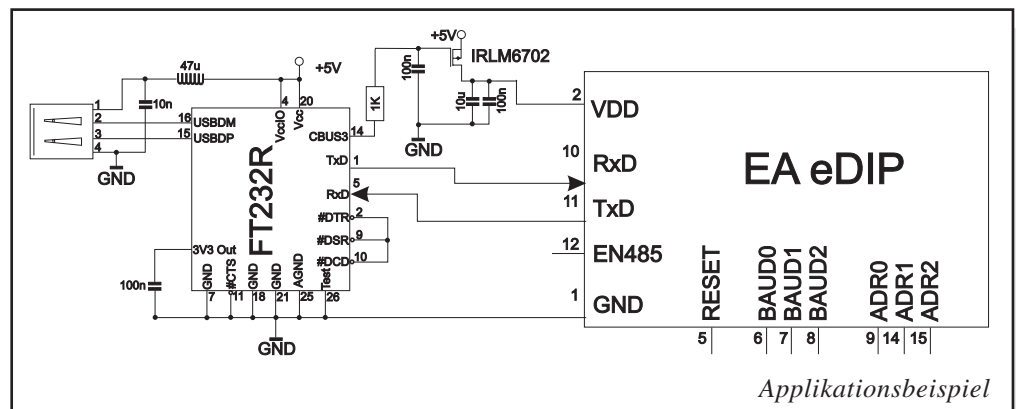 +5V
47u
+5V
IRLM6702
100n
1K
10u
100n
10n
1
2
3
4
GND
16 USBDM
15 USBDP
4
20
VccIO
Vcc
CBUS3 14
GND
TxD 1
RxD 5
#DTR 2
#DSR 9
#DCD 10
FT232R
3V3 Out
100n
GND
#CTS
GND
GND
AGND
Test
7
11
18
21
25
26
GND
2 VDD
10 RxD
11 TxD
12 EN485
1 GND
EA eDIP
RESET
BAUD0
BAUD1
BAUD2
ADR0
ADR1
ADR2
5
6
7
8
9
14
15
Applikationsbeispiel